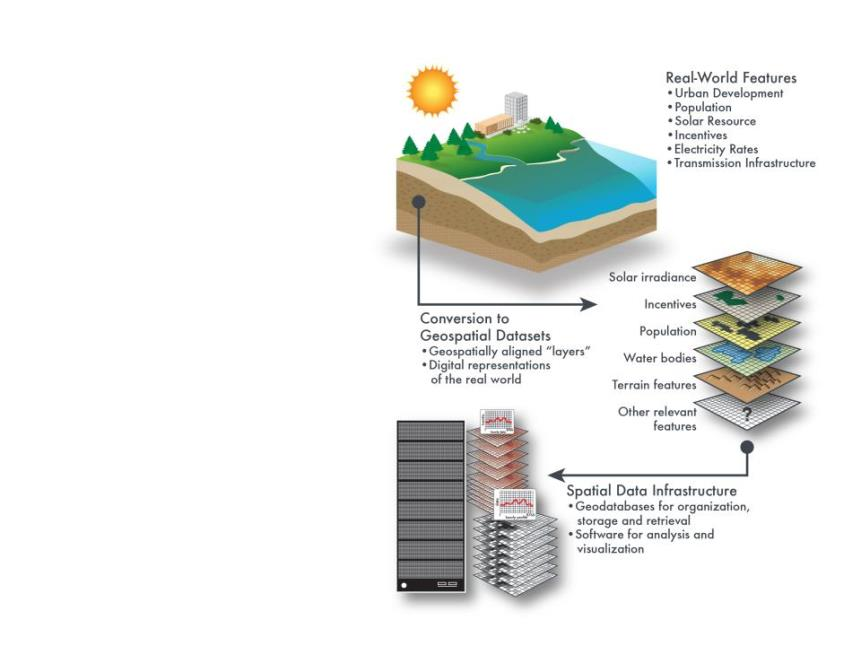 Real-World Features
• Urban Development
• Population
• Solar Resource
• Incentives
• Electricity Rates
• Transmission Infrastructure
Solar irradiance
Incentives
Population
Water bodies
Terrain features
Other relevant
features
?
Conversion to
Geospatial Datasets
• Geospatially aligned “layers”
• Digital representations
of the real world
Spatial Data Infrastructure
• Geodatabases for organization,
storage and retrieval
• Software for analysis and
visualization